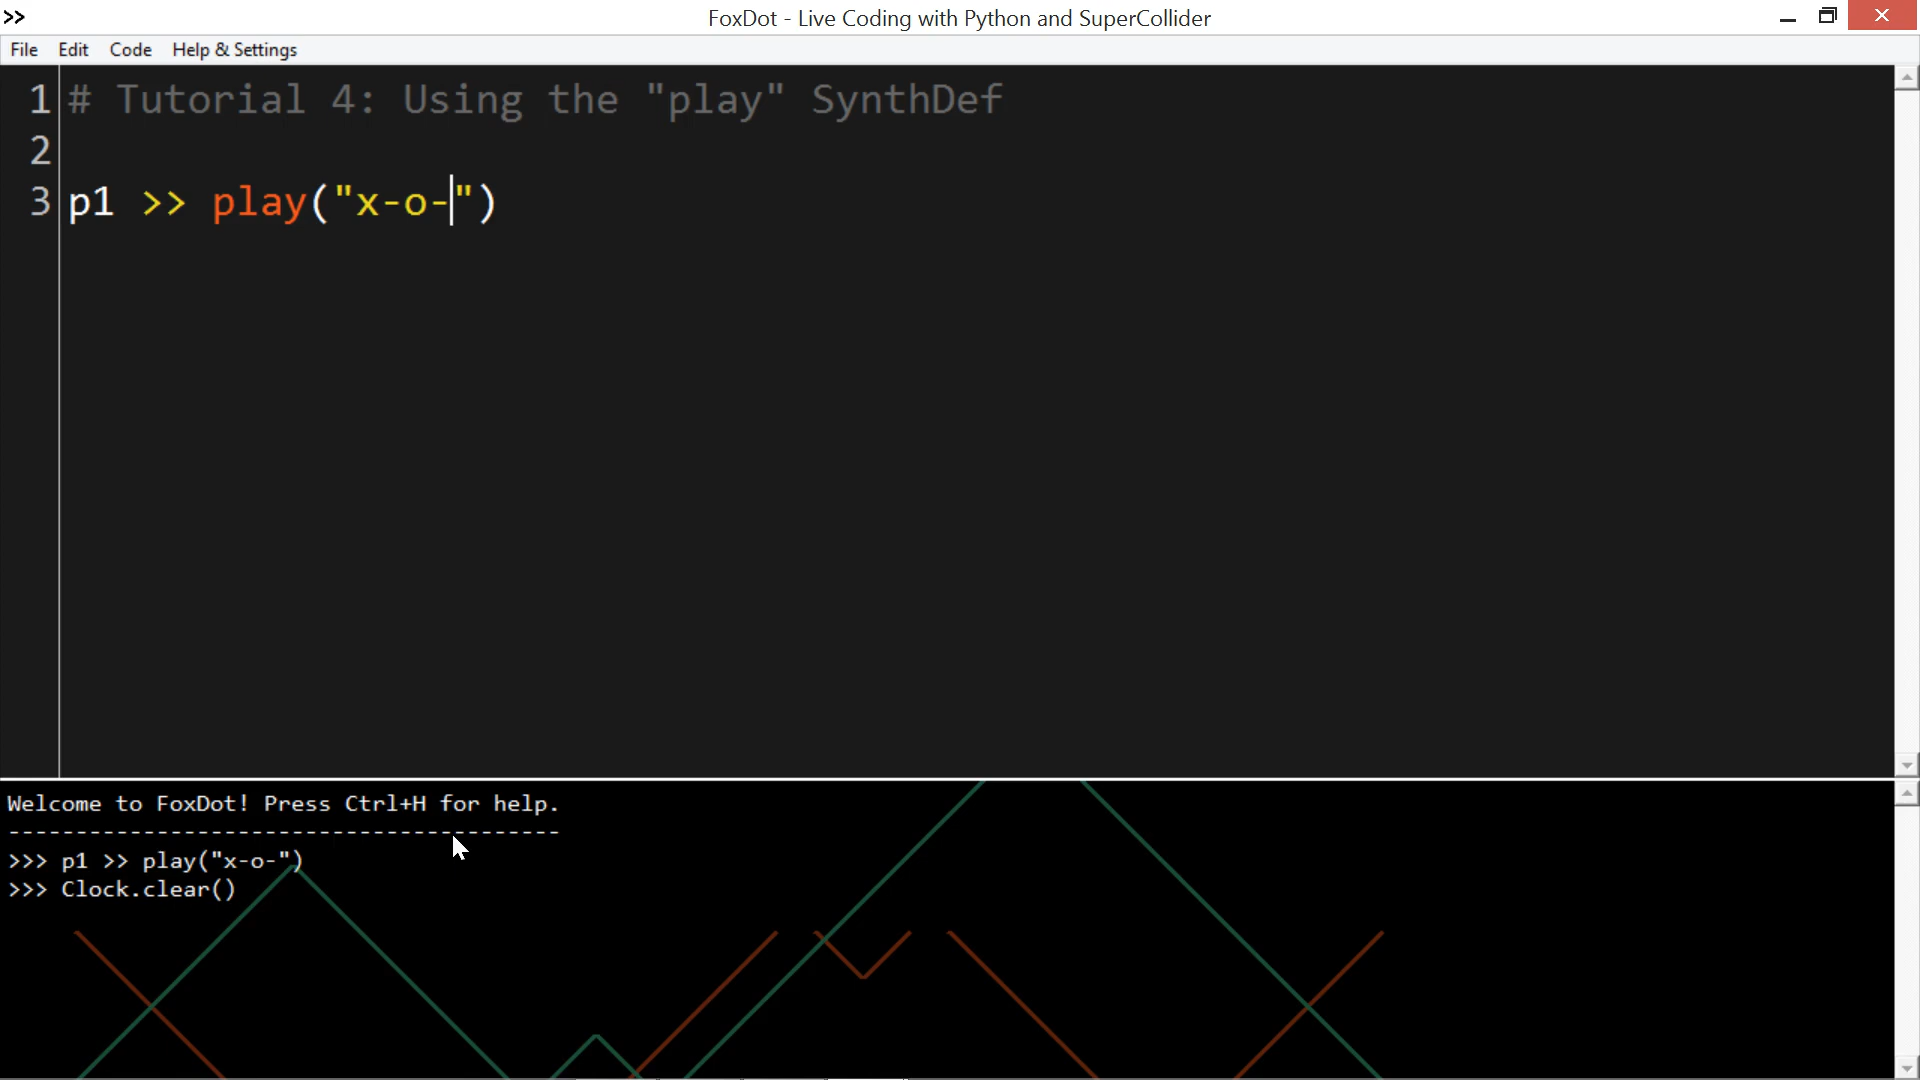 >> FoxDot - Live Coding with Python and SuperCollider
File Edit Code Help & Settings
1 # Tutorial 4: Using the "play" SynthDef
2
3 p1 >> play("x-o-")
Welcome to FoxDot! Press Ctrl+H for help.
-----------------------------------------
>>> p1 >> play("x-o-")
>>> Clock.clear()